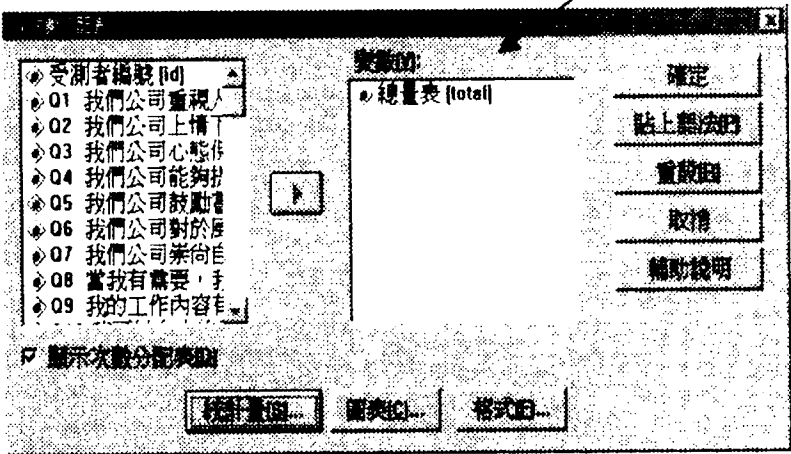 受測者編號 (id)
Q1 我們公司重視人
Q2 我們公司上情下
Q3 我們公司心態保
Q4 我們公司能夠提
Q5 我們公司鼓勵書
Q6 我們公司對於展
Q7 我們公司崇尚自
Q8 當我有需要，我
Q9 我的工作內容有
變數(V):
總量表 (total)
確定
貼上語法(P)
重設(R)
取消
輔助說明
顯示次數分配表(D)
統計量(S)...
圖表(C)...
格式(F)...